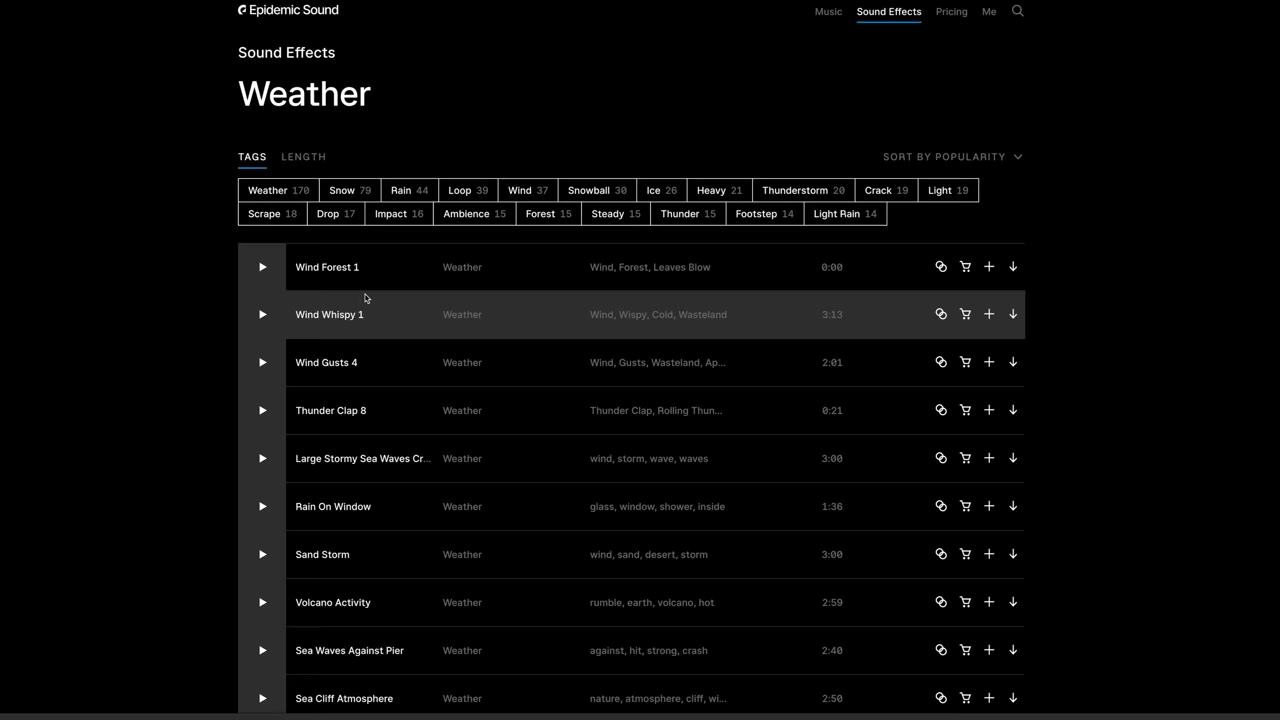 Epidemic Sound
Music Sound Effects Pricing Me
Sound Effects
Weather
TAGS LENGTH SORT BY POPULARITY
Weather 170 Snow 79 Rain 44 Loop 39 Wind 37 Snowball 30 Ice 26 Heavy 21 Thunderstorm 20 Crack 19 Light 19
Scrape 18 Drop 17 Impact 16 Ambience 15 Forest 15 Steady 15 Thunder 15 Footstep 14 Light Rain 14
Wind Forest 1 Weather Wind, Forest, Leaves Blow 0:00
Wind Whispy 1 Weather Wind, Wispy, Cold, Wasteland 3:13
Wind Gusts 4 Weather Wind, Gusts, Wasteland, Ap... 2:01
Thunder Clap 8 Weather Thunder Clap, Rolling Thun... 0:21
Large Stormy Sea Waves Cr... Weather wind, storm, wave, waves 3:00
Rain On Window Weather glass, window, shower, inside 1:36
Sand Storm Weather wind, sand, desert, storm 3:00
Volcano Activity Weather rumble, earth, volcano, hot 2:59
Sea Waves Against Pier Weather against, hit, strong, crash 2:40
Sea Cliff Atmosphere Weather nature, atmosphere, cliff, wi... 2:50